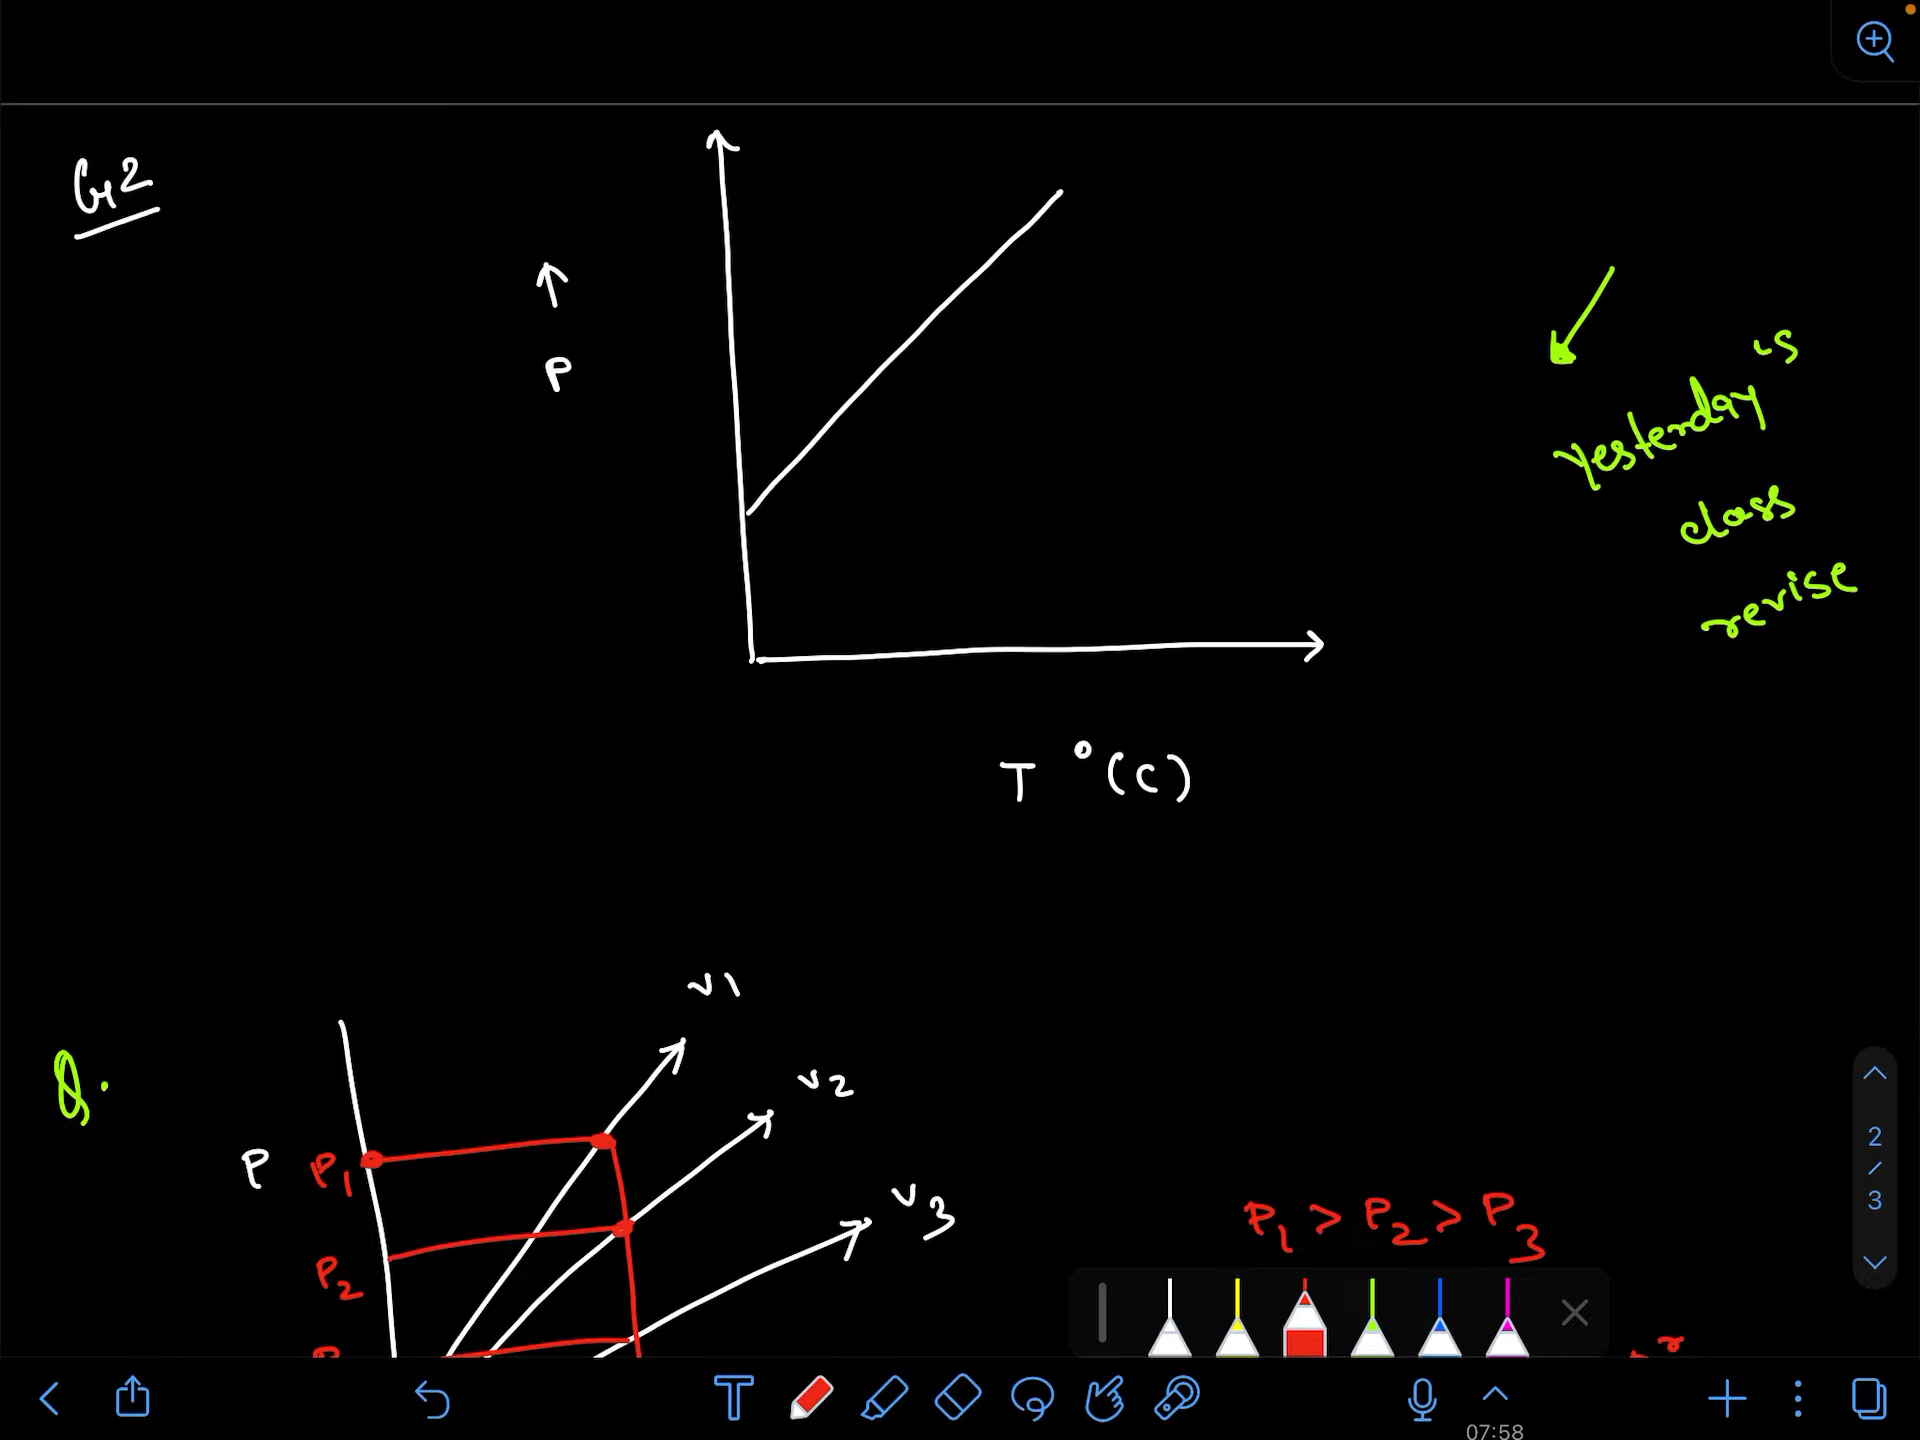 G2
P
T °(C)
yesterday's
class
revise
Q.
V1
V2
V3
P
P1
P2
P1 > P2 > P3
2
/
3
T
07:58